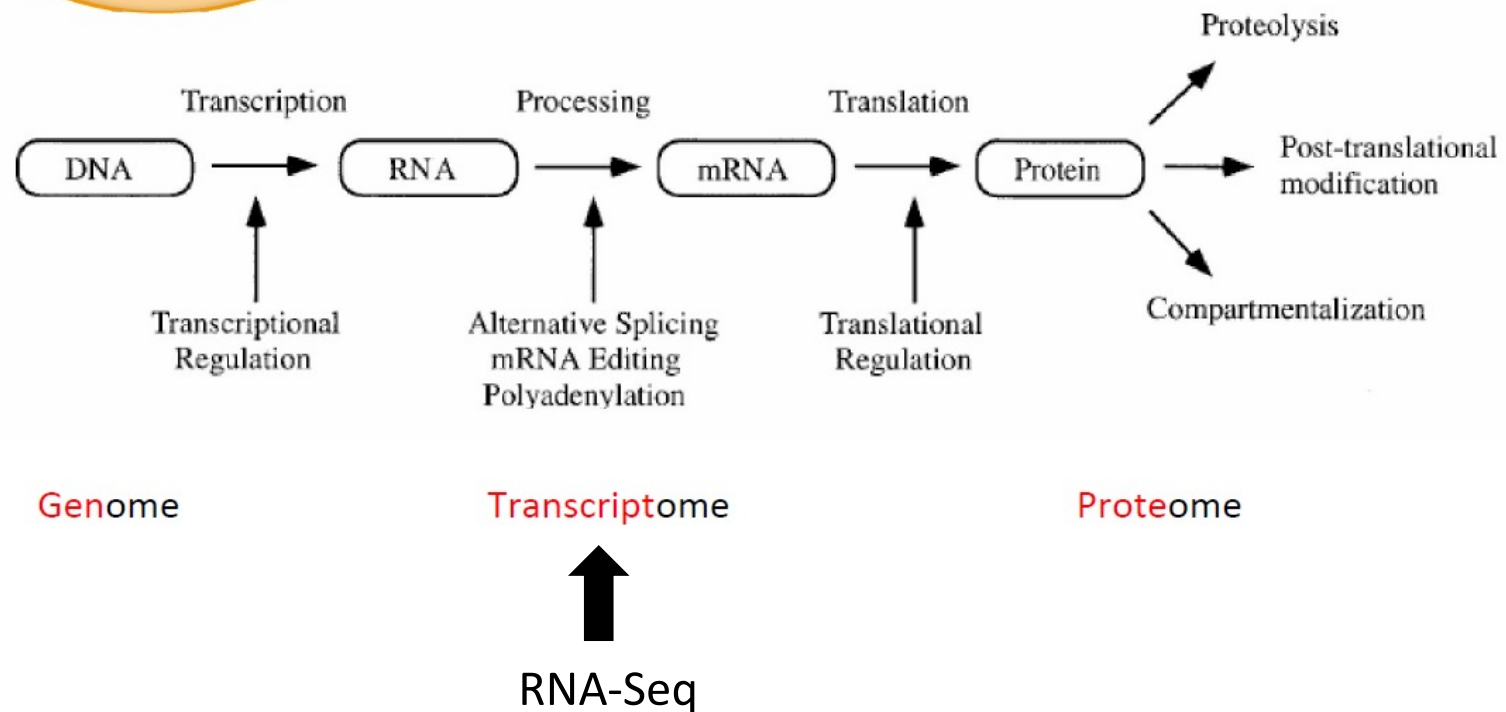 Proteolysis
Transcription
Processing
Translation
DNA
RNA
mRNA
Protein
Post-translational
modification
Transcriptional
Regulation
Alternative Splicing
mRNA Editing
Polyadenylation
Translational
Regulation
Compartmentalization
Genome
Transcriptome
Proteome
RNA-Seq